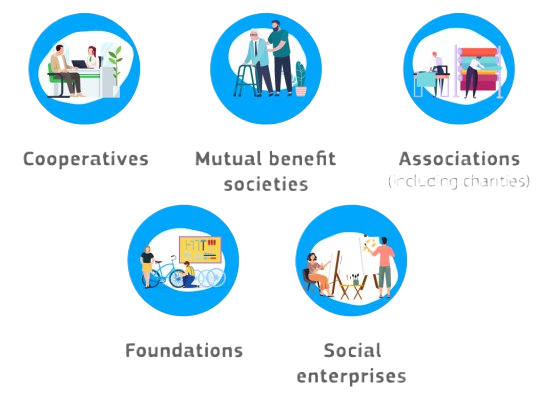 Cooperatives
Mutual benefit
societies
Associations
(including charities)
Foundations
Social
enterprises